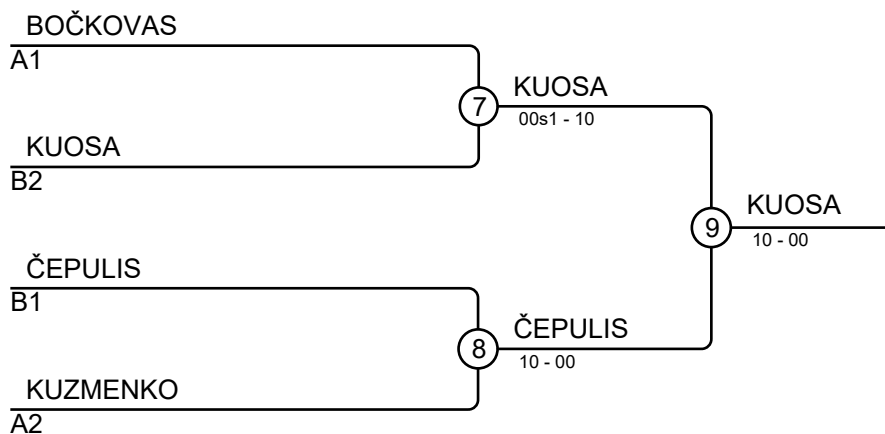 BOČKOVAS
A1
7
KUOSA
00s1 - 10
KUOSA
B2
9
KUOSA
10 - 00
ČEPULIS
B1
8
ČEPULIS
10 - 00
KUZMENKO
A2